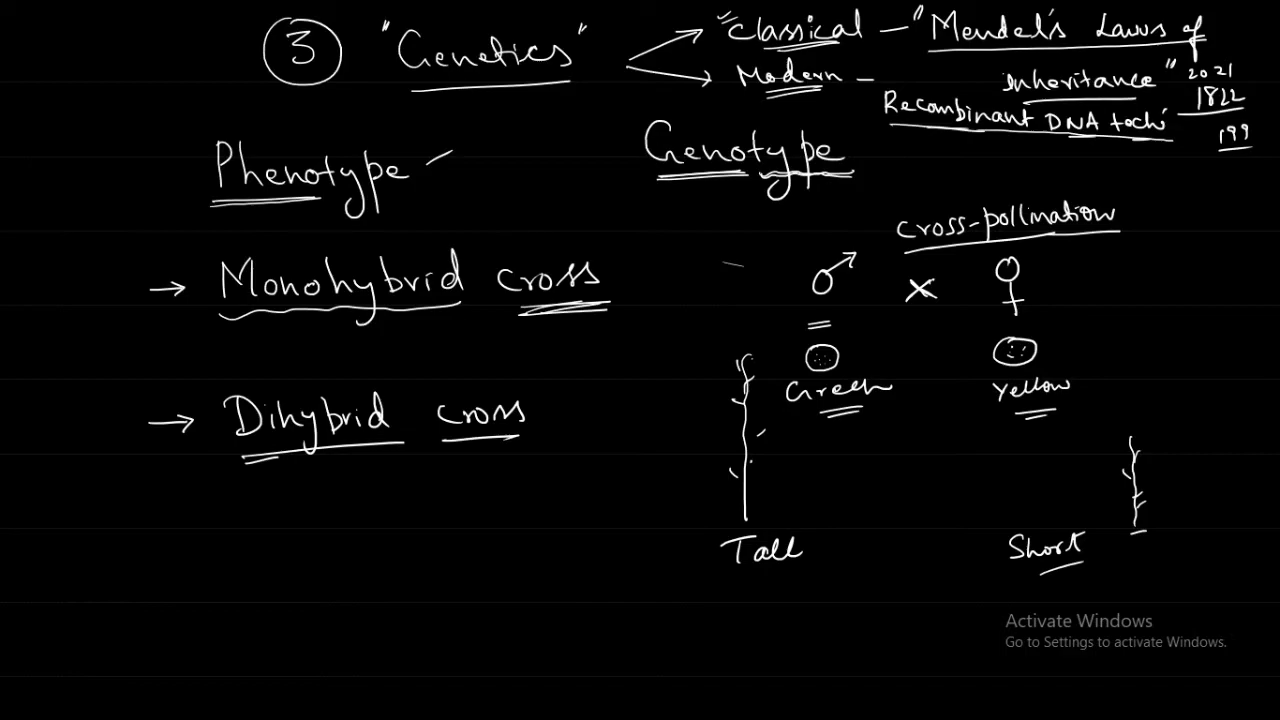 3 "Genetics" "Classical - "Mendel's Laws of
Modern - Inheritance"
Recombinant DNA tech'
2021
1822
199
Phenotype -
Genotype
cross-pollination
→ Monohybrid cross
♂ × ♀
Green Yellow
→ Dihybrid cross
Tall Short
Activate Windows
Go to Settings to activate Windows.